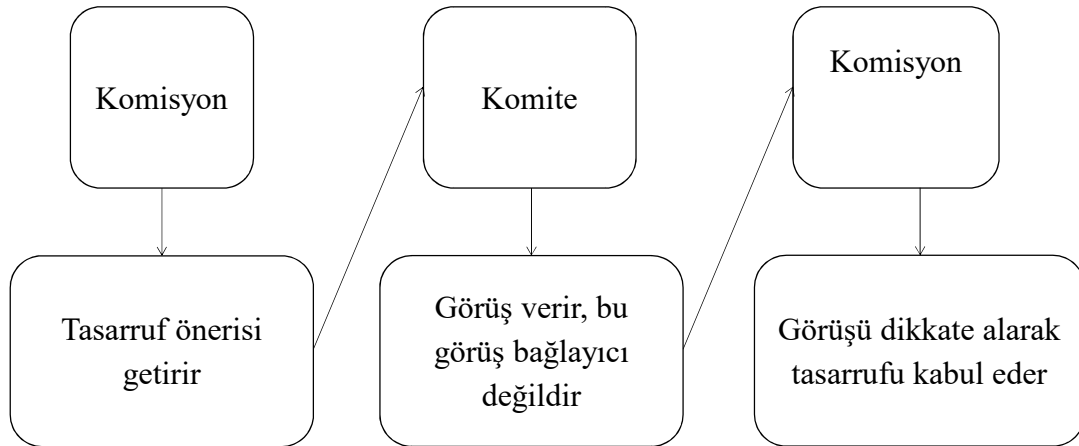 Komisyon
Tasarruf önerisi
getirir
Komite
Görüş verir, bu
görüş bağlayıcı
değildir
Komisyon
Görüşü dikkate alarak
tasarrufu kabul eder